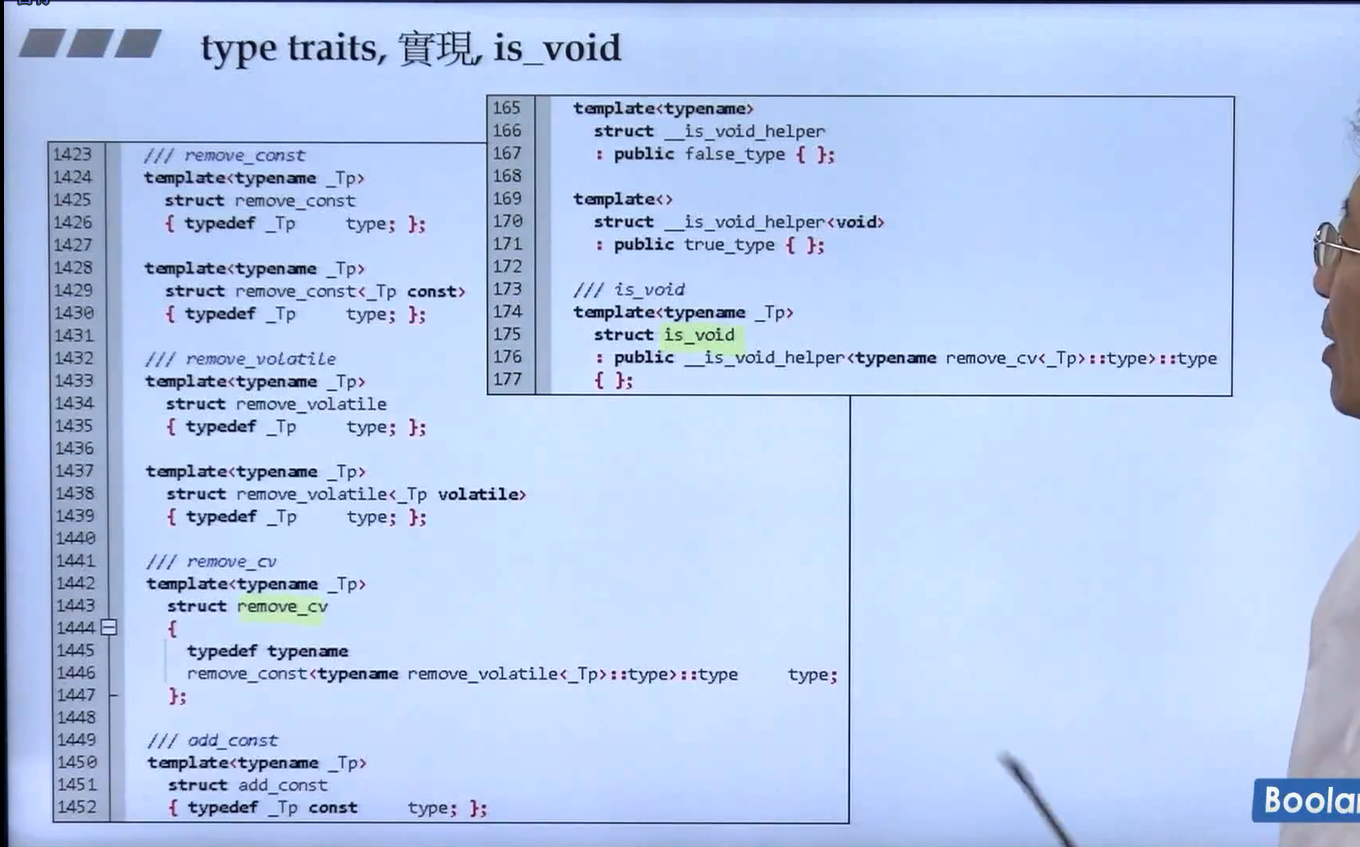 type traits, 實現, is_void
165 template<typename>
166 struct __is_void_helper
167 : public false_type { };
168
169 template<>
170 struct __is_void_helper<void>
171 : public true_type { };
172
173 /// is_void
174 template<typename _Tp>
175 struct is_void
176 : public __is_void_helper<typename remove_cv<_Tp>::type>::type
177 { };
1423 /// remove_const
1424 template<typename _Tp>
1425 struct remove_const
1426 { typedef _Tp type; };
1427
1428 template<typename _Tp>
1429 struct remove_const<_Tp const>
1430 { typedef _Tp type; };
1431
1432 /// remove_volatile
1433 template<typename _Tp>
1434 struct remove_volatile
1435 { typedef _Tp type; };
1436
1437 template<typename _Tp>
1438 struct remove_volatile<_Tp volatile>
1439 { typedef _Tp type; };
1440
1441 /// remove_cv
1442 template<typename _Tp>
1443 struct remove_cv
1444 {
1445 typedef typename
1446 remove_const<typename remove_volatile<_Tp>::type>::type type;
1447 };
1448
1449 /// add_const
1450 template<typename _Tp>
1451 struct add_const
1452 { typedef _Tp const type; };